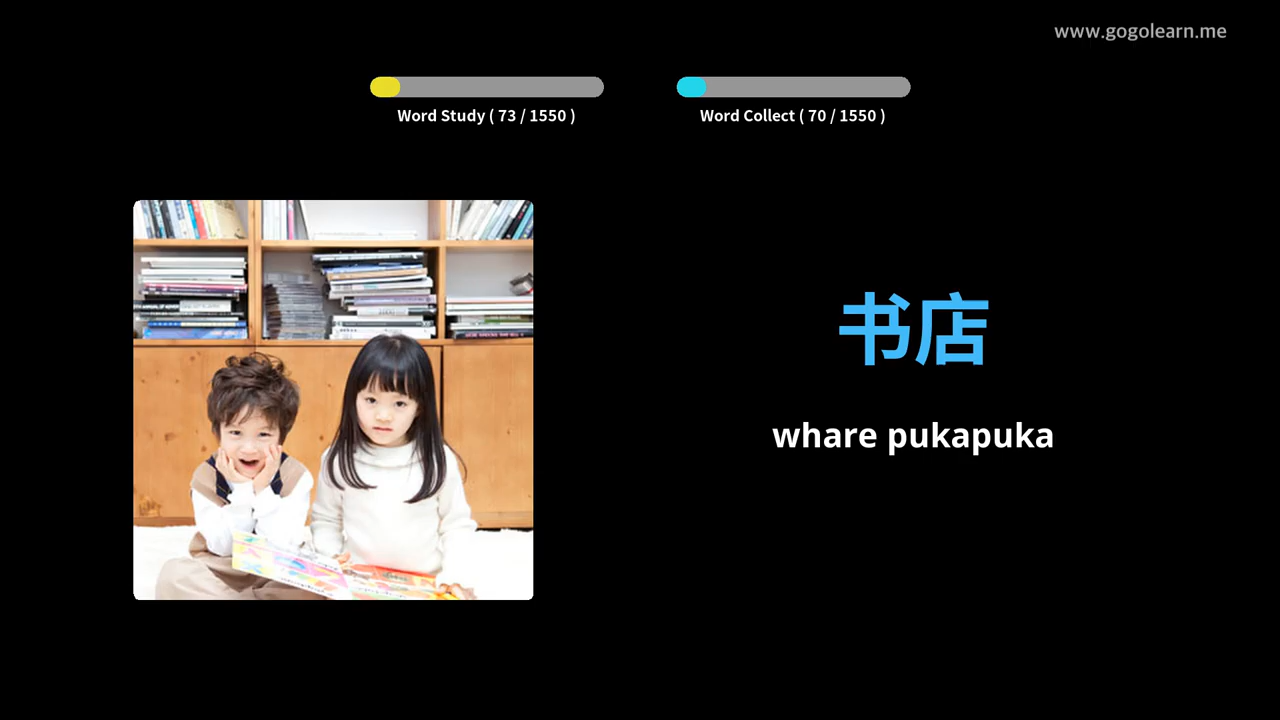 www.gogolearn.me
Word Study ( 73 / 1550 )
Word Collect ( 70 / 1550 )
书店
whare pukapuka